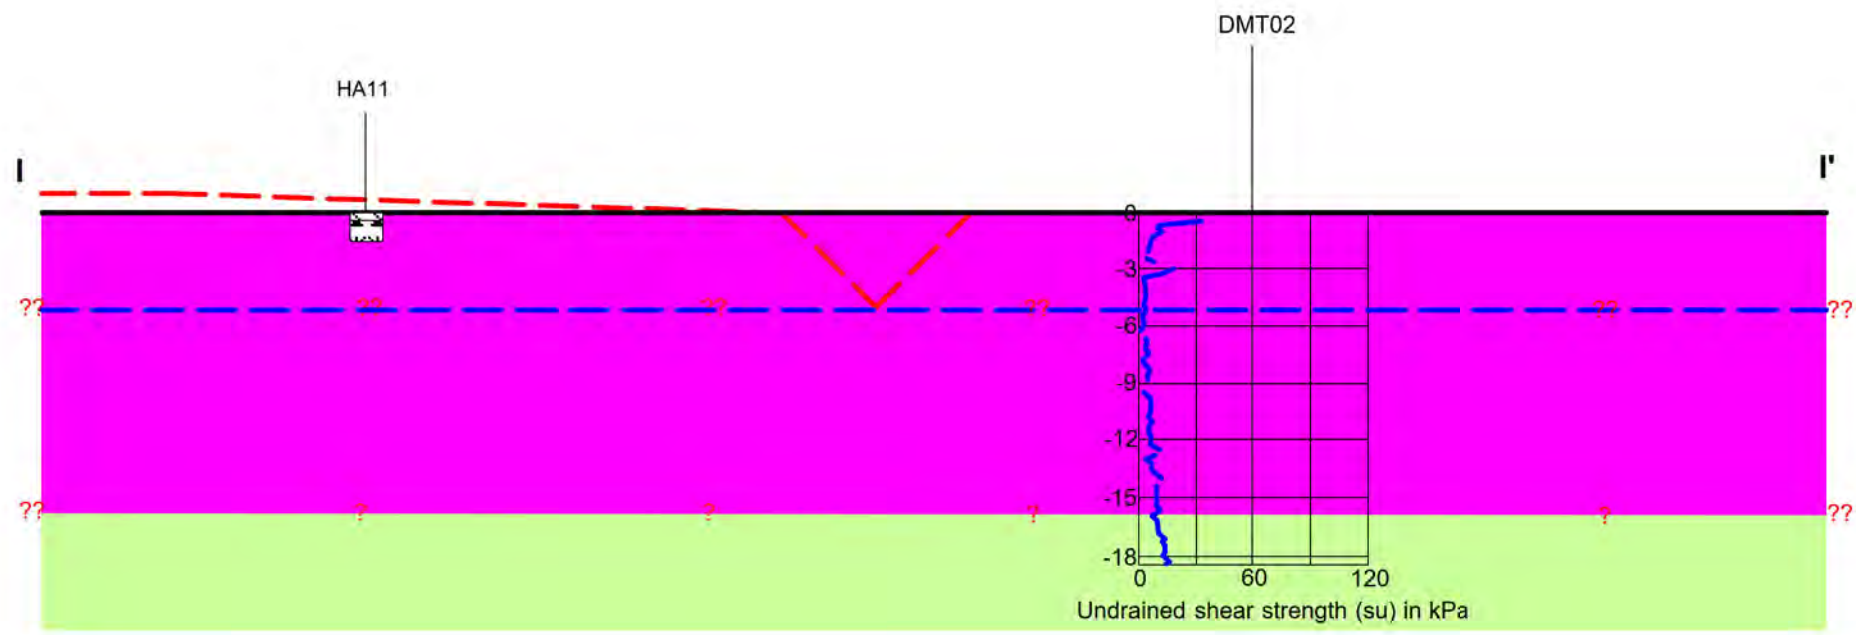 DMT02
HA11
I I'
0
-3
?? ?? ?? ?? ?? ??
-6
-9
-12
-15
?? ? ? ? ? ??
-18
0 60 120
Undrained shear strength (su) in kPa